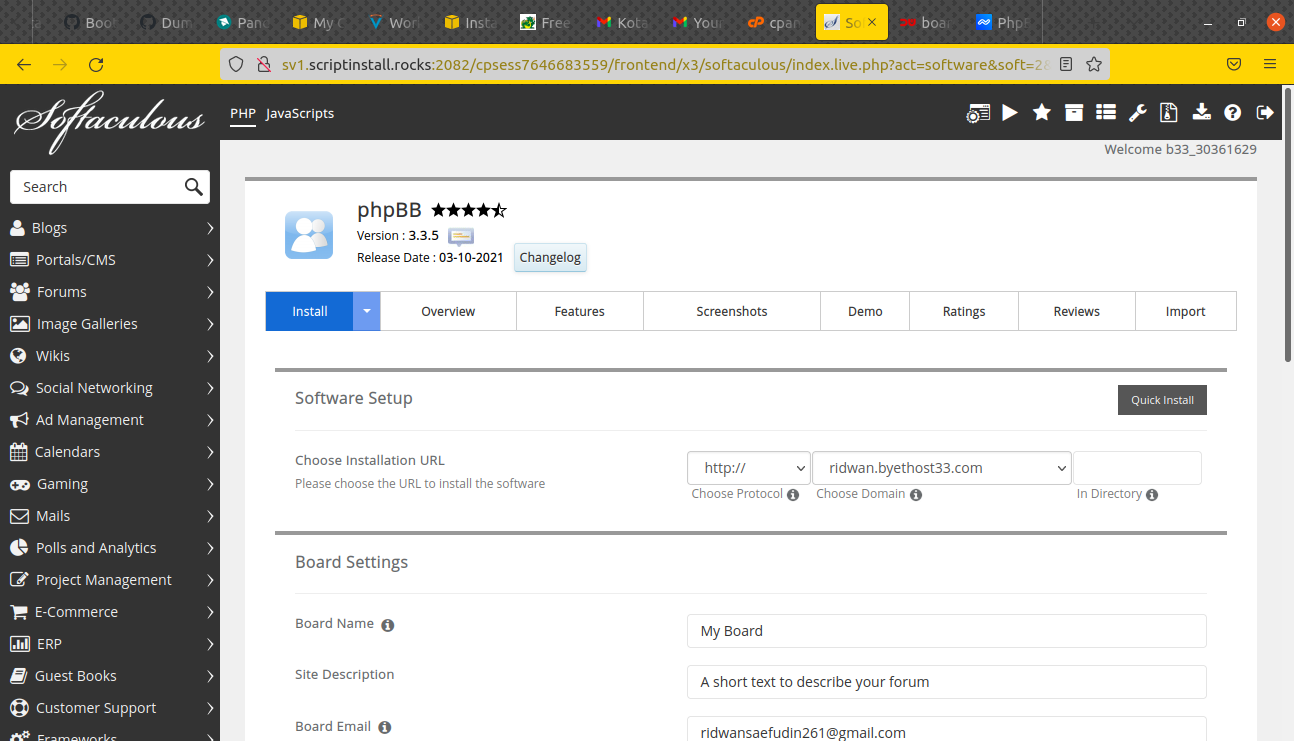 Boot Dum Pand My C Wor Insta Free Kota Your cpan So boar PhpB
sv1.scriptinstall.rocks:2082/cpsess7646683559/frontend/x3/softaculous/index.live.php?act=software&soft=28
Softaculous
PHP JavaScripts
Welcome b33_30361629
Search
Blogs
Portals/CMS
Forums
Image Galleries
Wikis
Social Networking
Ad Management
Calendars
Gaming
Mails
Polls and Analytics
Project Management
E-Commerce
ERP
Guest Books
Customer Support
Frameworks
phpBB
Version : 3.3.5
Release Date : 03-10-2021 Changelog
Install Overview Features Screenshots Demo Ratings Reviews Import
Software Setup Quick Install
Choose Installation URL
Please choose the URL to install the software
http:// ridwan.byethost33.com
Choose Protocol Choose Domain In Directory
Board Settings
Board Name My Board
Site Description A short text to describe your forum
Board Email ridwansaefudin261@gmail.com